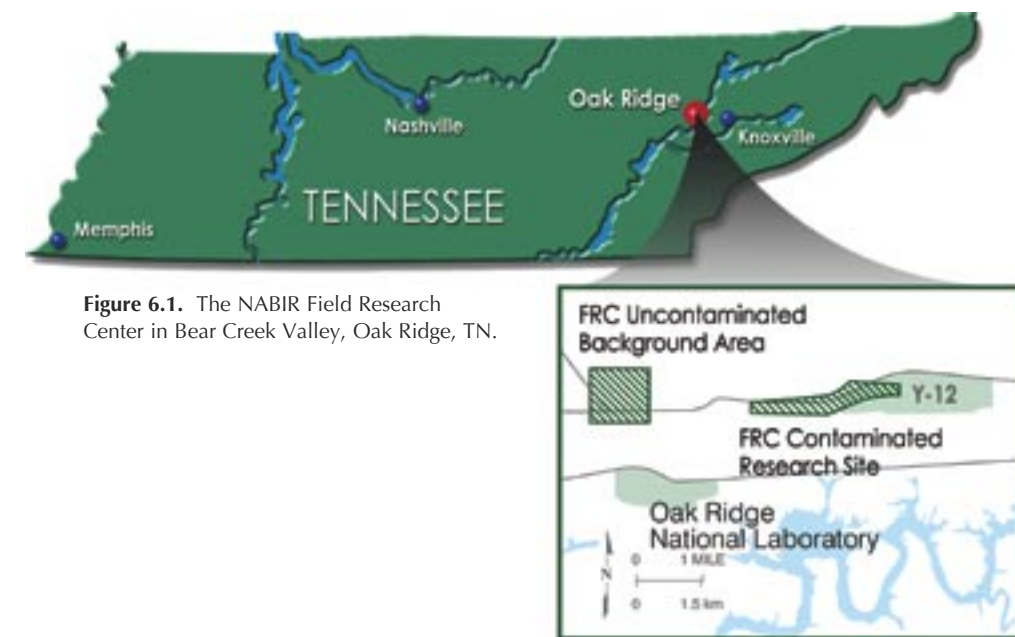 Oak Ridge
Nashville
Knoxville
TENNESSEE
Memphis
Figure 6.1. The NABIR Field Research
Center in Bear Creek Valley, Oak Ridge, TN.
FRC Uncontaminated
Background Area
Y-12
FRC Contaminated
Research Site
Oak Ridge
National Laboratory
0 1 MILE
N
0 1.5 km